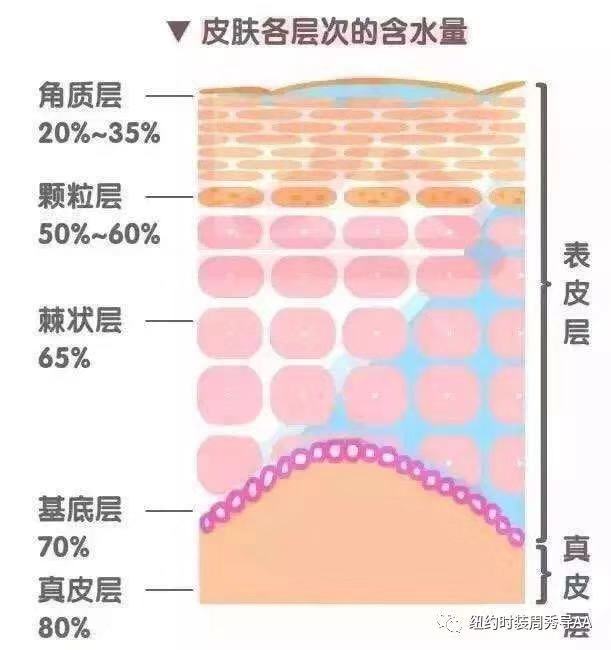 ▼ 皮肤各层次的含水量
角质层
20%~35%
颗粒层
50%~60%
棘状层
65%
基底层
70%
真皮层
80%
表皮层
真皮层
纽约时装周秀导AA